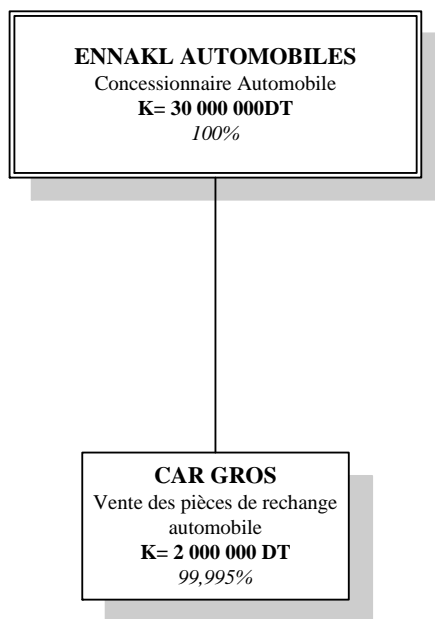 ENNAKL AUTOMOBILES
Concessionnaire Automobile
K= 30 000 000DT
100%
CAR GROS
Vente des pièces de rechange
automobile
K= 2 000 000 DT
99,995%